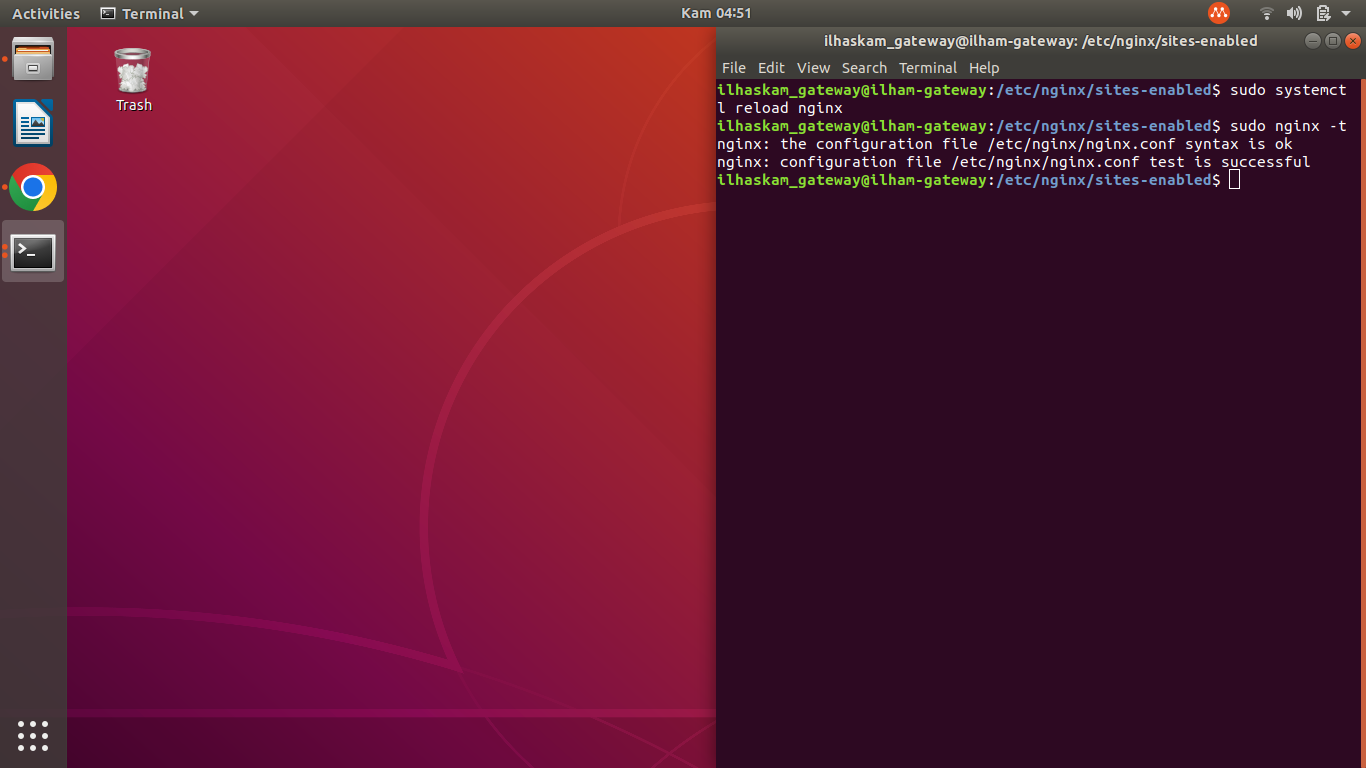 Activities Terminal Kam 04:51
Trash
ilhaskam_gateway@ilham-gateway: /etc/nginx/sites-enabled
File Edit View Search Terminal Help
ilhaskam_gateway@ilham-gateway:/etc/nginx/sites-enabled$ sudo systemct
l reload nginx
ilhaskam_gateway@ilham-gateway:/etc/nginx/sites-enabled$ sudo nginx -t
nginx: the configuration file /etc/nginx/nginx.conf syntax is ok
nginx: configuration file /etc/nginx/nginx.conf test is successful
ilhaskam_gateway@ilham-gateway:/etc/nginx/sites-enabled$